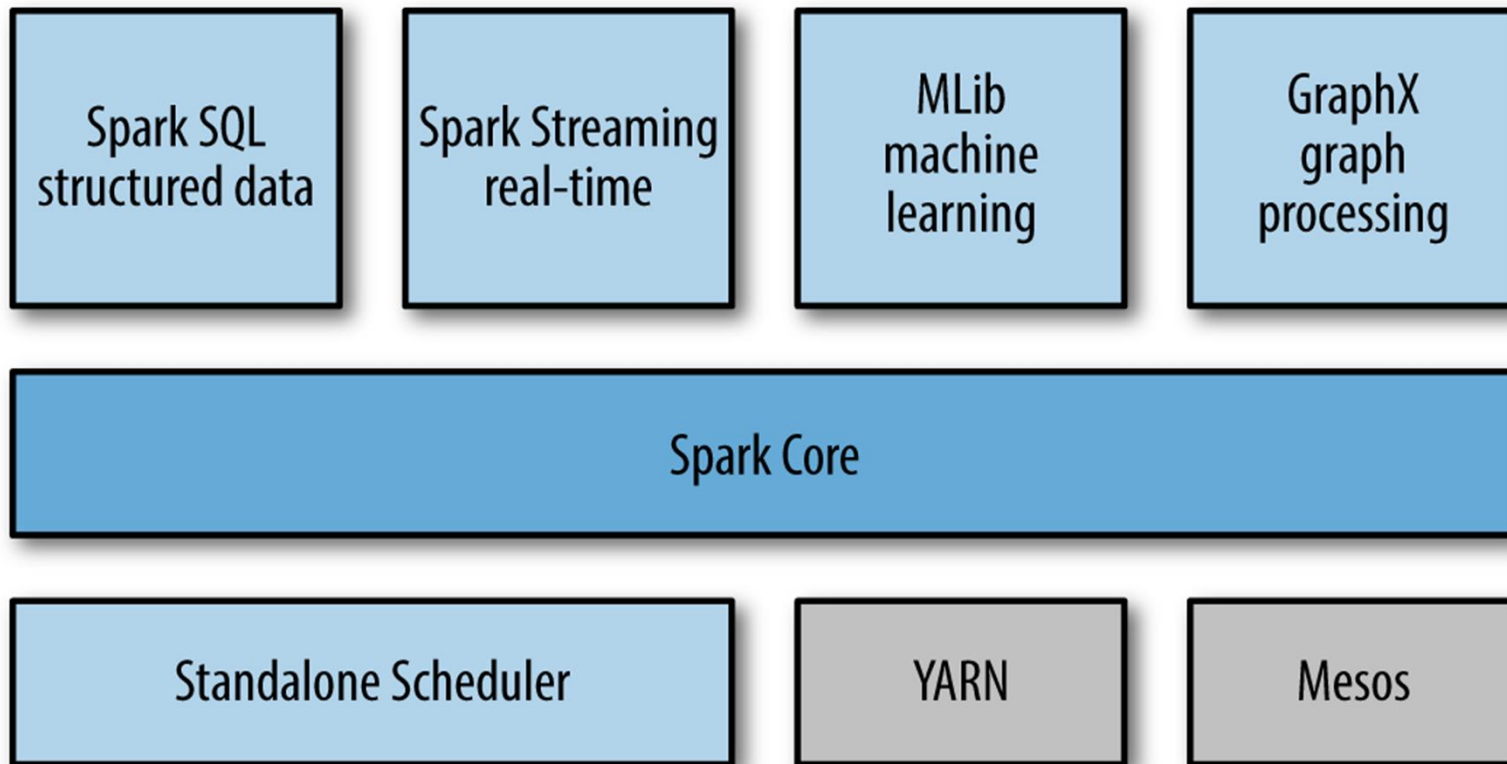 Spark SQL
structured data
Spark Streaming
real-time
MLib
machine
learning
GraphX
graph
processing
Spark Core
Standalone Scheduler
YARN
Mesos